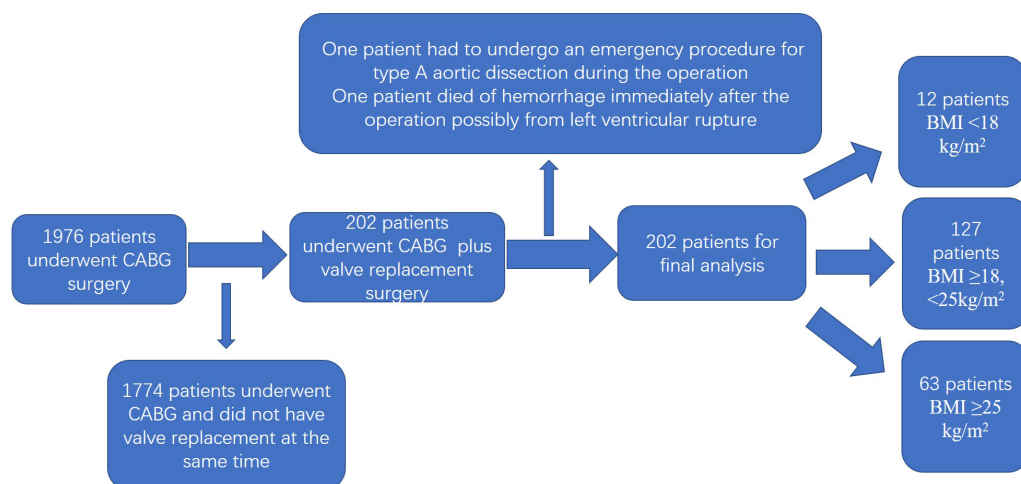 1976 patients
underwent CABG
surgery
1774 patients underwent
CABG and did not have
valve replacement at the
same time
202 patients
underwent CABG plus
valve replacement
surgery
One patient had to undergo an emergency procedure for
type A aortic dissection during the operation
One patient died of hemorrhage immediately after the
operation possibly from left ventricular rupture
202 patients for
final analysis
12 patients
BMI <18
kg/m²
127
patients
BMI ≥18,
<25kg/m²
63 patients
BMI ≥25
kg/m²